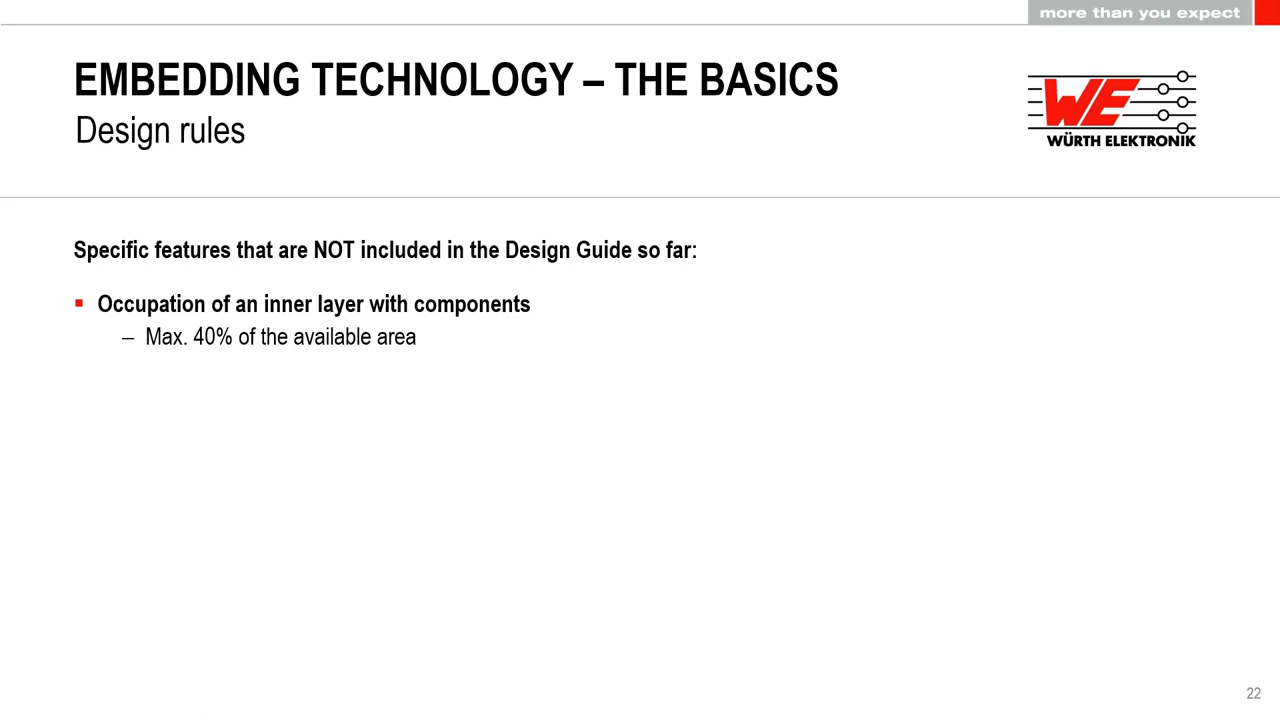 more than you expect
EMBEDDING TECHNOLOGY – THE BASICS
Design rules
WE
WÜRTH ELEKTRONIK
Specific features that are NOT included in the Design Guide so far:
▪ Occupation of an inner layer with components
– Max. 40% of the available area
22